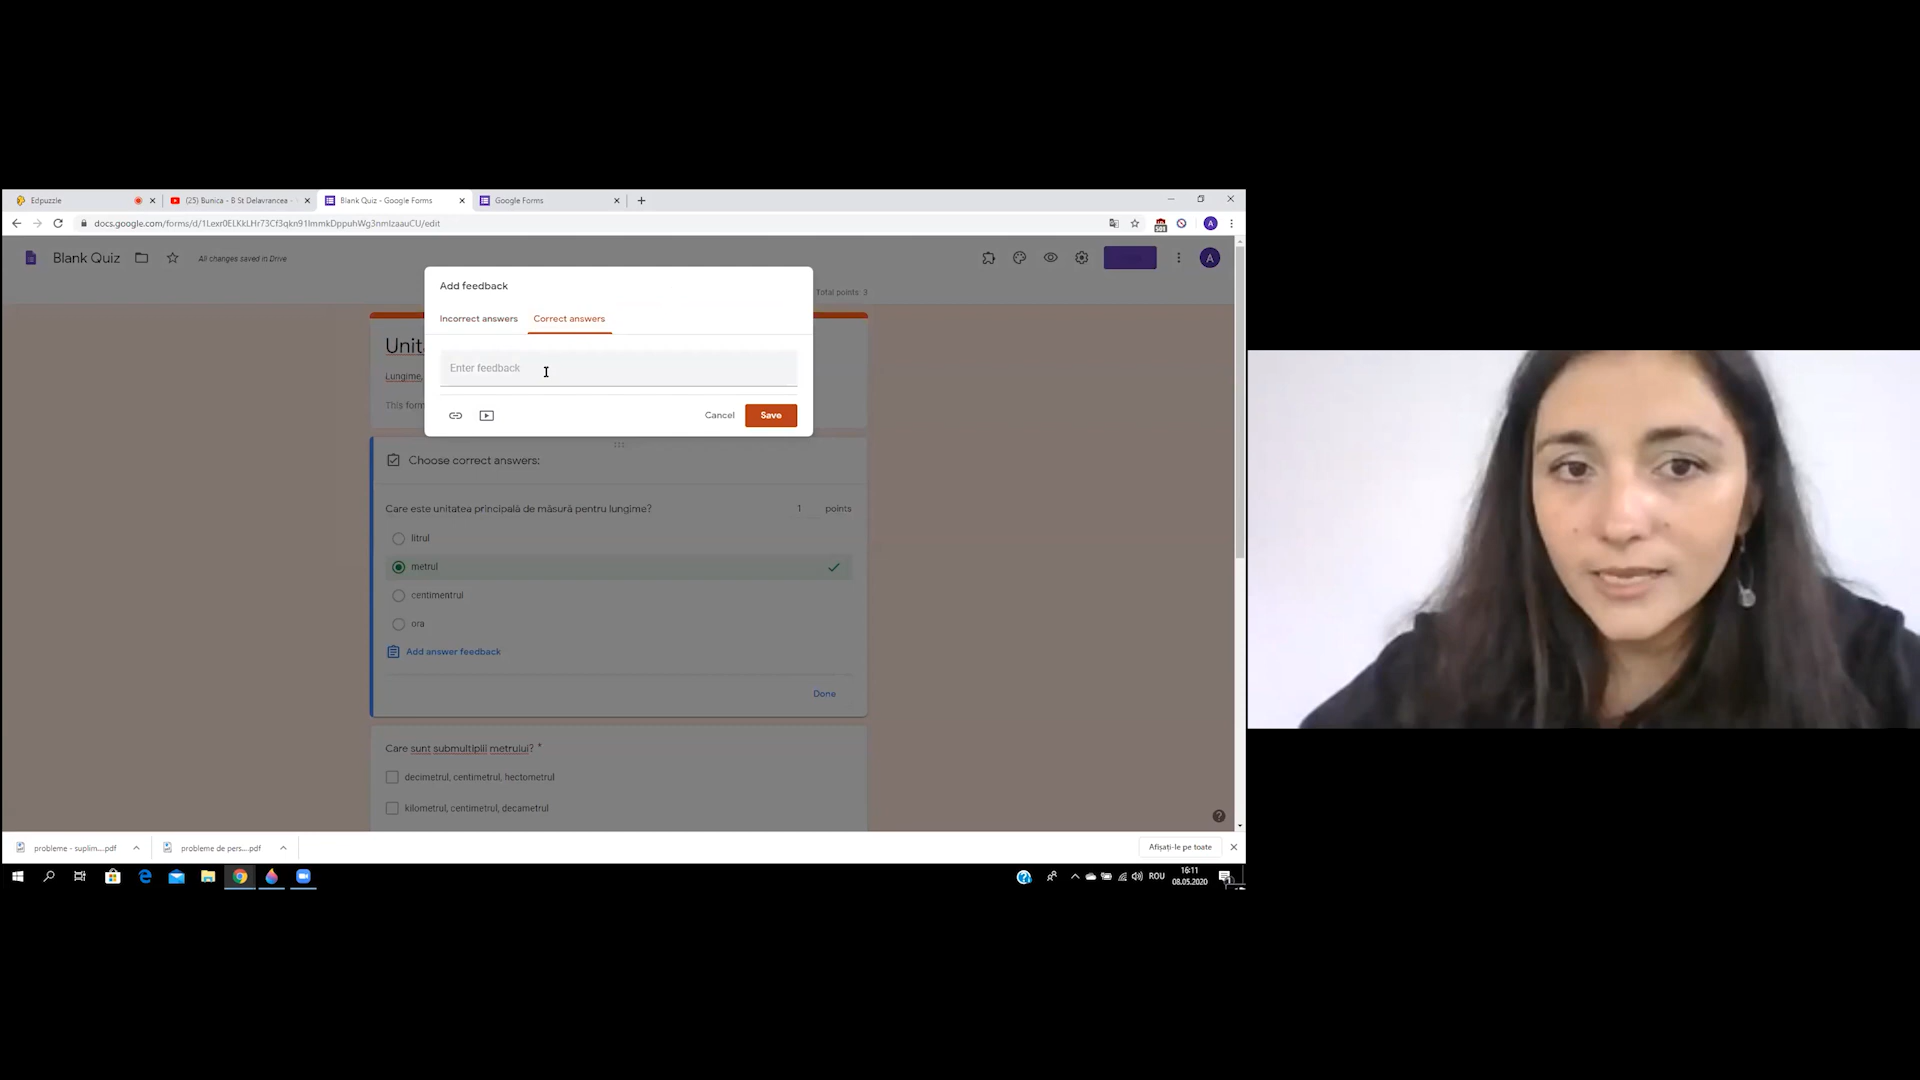 Edpuzzle
(25) Bunica - B St Delavrancea -
Blank Quiz - Google Forms
Google Forms
docs.google.com/forms/d/1Lexr0ELKkLHr73Cf3qkn91lmmkDppuhWg3nmlzaauCU/edit
Blank Quiz
All changes saved in Drive
A
Total points: 3
Add feedback
Incorrect answers
Correct answers
Enter feedback
Cancel
Save
Unit
Lungime,
This form
Choose correct answers:
Care este unitatea principală de măsură pentru lungime?
1 points
litrul
metrul
centimentrul
ora
Add answer feedback
Done
Care sunt submultiplii metrului? *
decimetrul, centimetrul, hectometrul
kilometrul, centimetrul, decametrul
probleme - suplim....pdf
probleme de pers....pdf
Afișați-le pe toate
ROU
16:11
08.05.2020